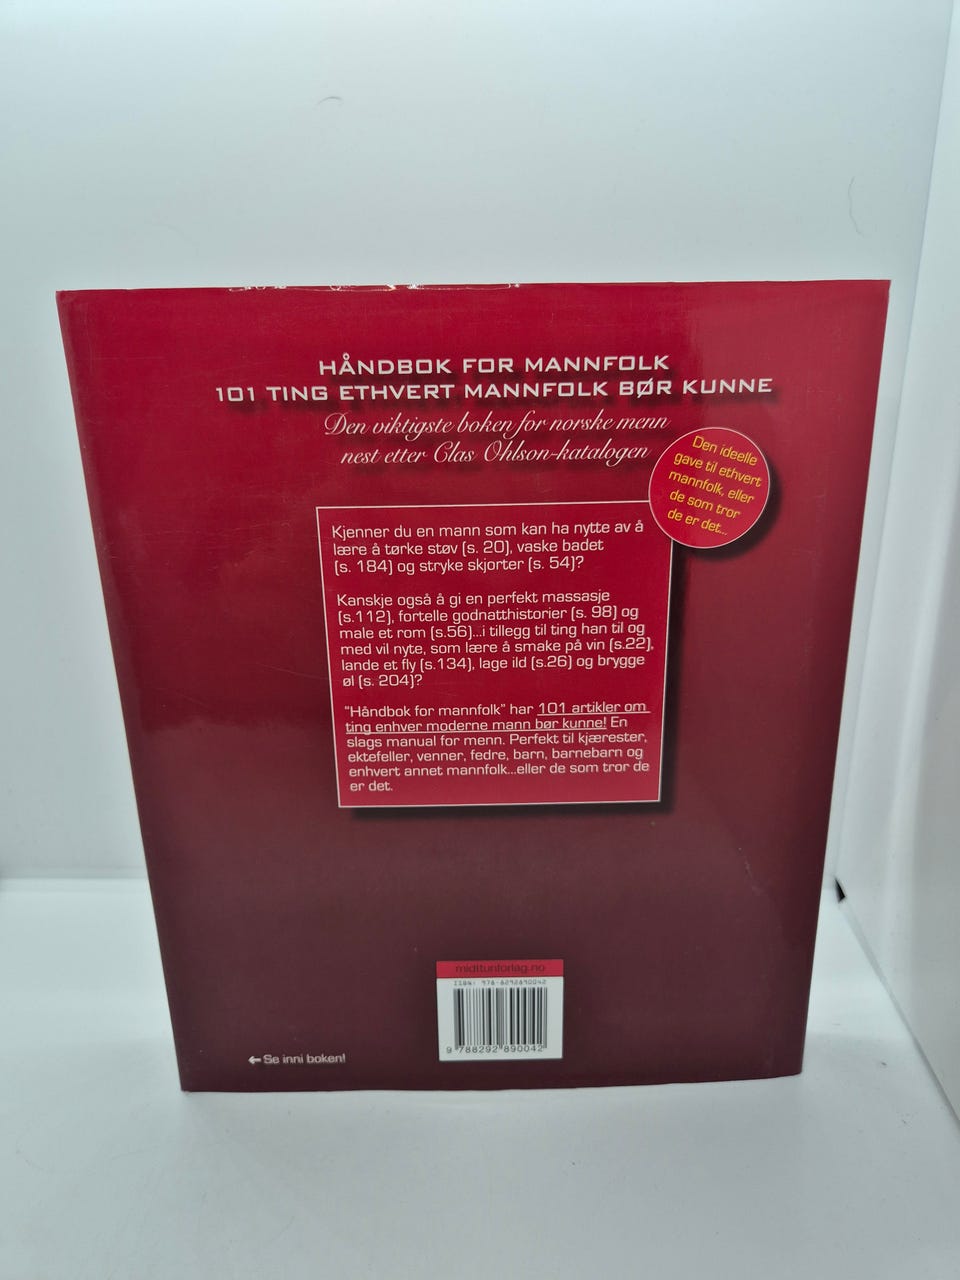 HÅNDBOK FOR MANNFOLK
101 TING ETHVERT MANNFOLK BØR KUNNE
Den viktigste boken for norske menn
nest etter Clas Ohlson-katalogen
Den ideelle
gave til ethvert
mannfolk, eller
de som tror
de er det...
Kjenner du en mann som kan ha nytte av å
lære å tørke støv (s. 20), vaske badet
(s. 184) og stryke skjorter (s. 54)?
Kanskje også å gi en perfekt massasje
(s.112), fortelle godnatthistorier (s. 98) og
male et rom (s.56)...i tillegg til ting han til og
med vil nyte, som lære å smake på vin (s.22),
lande et fly (s.134), lage ild (s.26) og brygge
øl (s. 204)?
"Håndbok for mannfolk" har 101 artikler om
ting enhver moderne mann bør kunne! En
slags manual for menn. Perfekt til kjærester,
ektefeller, venner, fedre, barn, barnebarn og
enhvert annet mannfolk...eller de som tror de
er det.
midttunforlag.no
ISBN: 978-8292890042
9 788292 890042
Se inni boken!